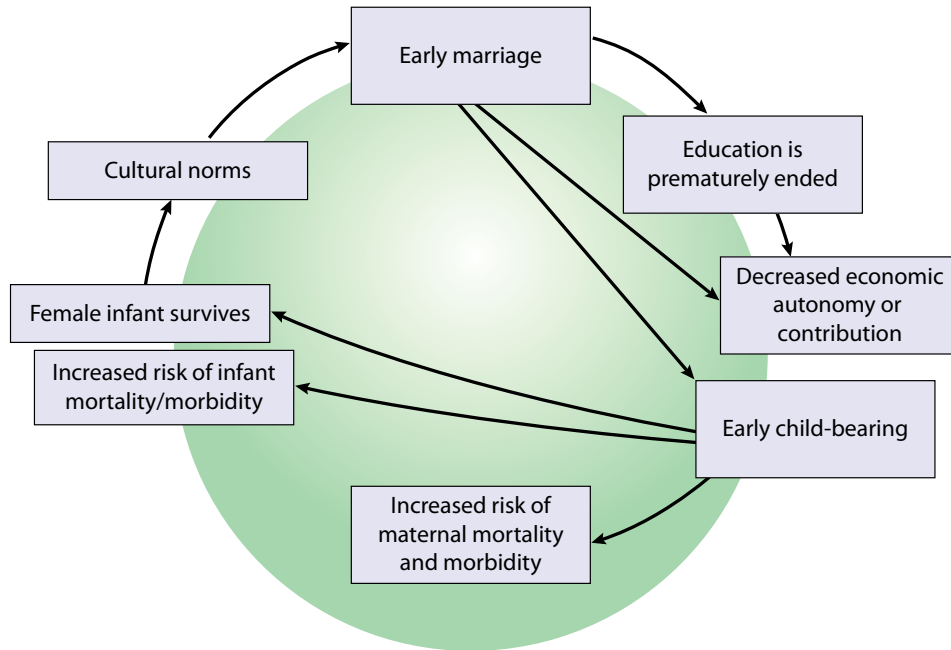 Early marriage
Education is
prematurely ended
Cultural norms
Decreased economic
autonomy or
contribution
Female infant survives
Increased risk of infant
mortality/morbidity
Early child-bearing
Increased risk of
maternal mortality
and morbidity